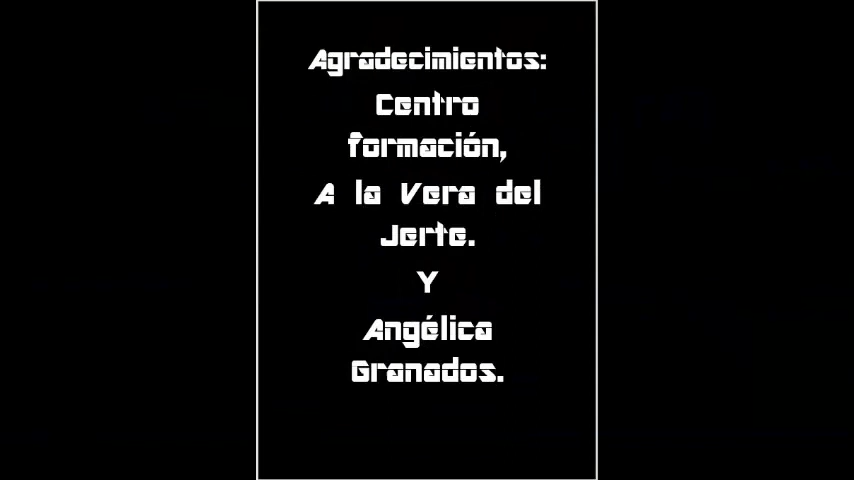 Agradecimientos:
Centro
formación,
A la Vera del
Jerte.
Y
Angélica
Granados.